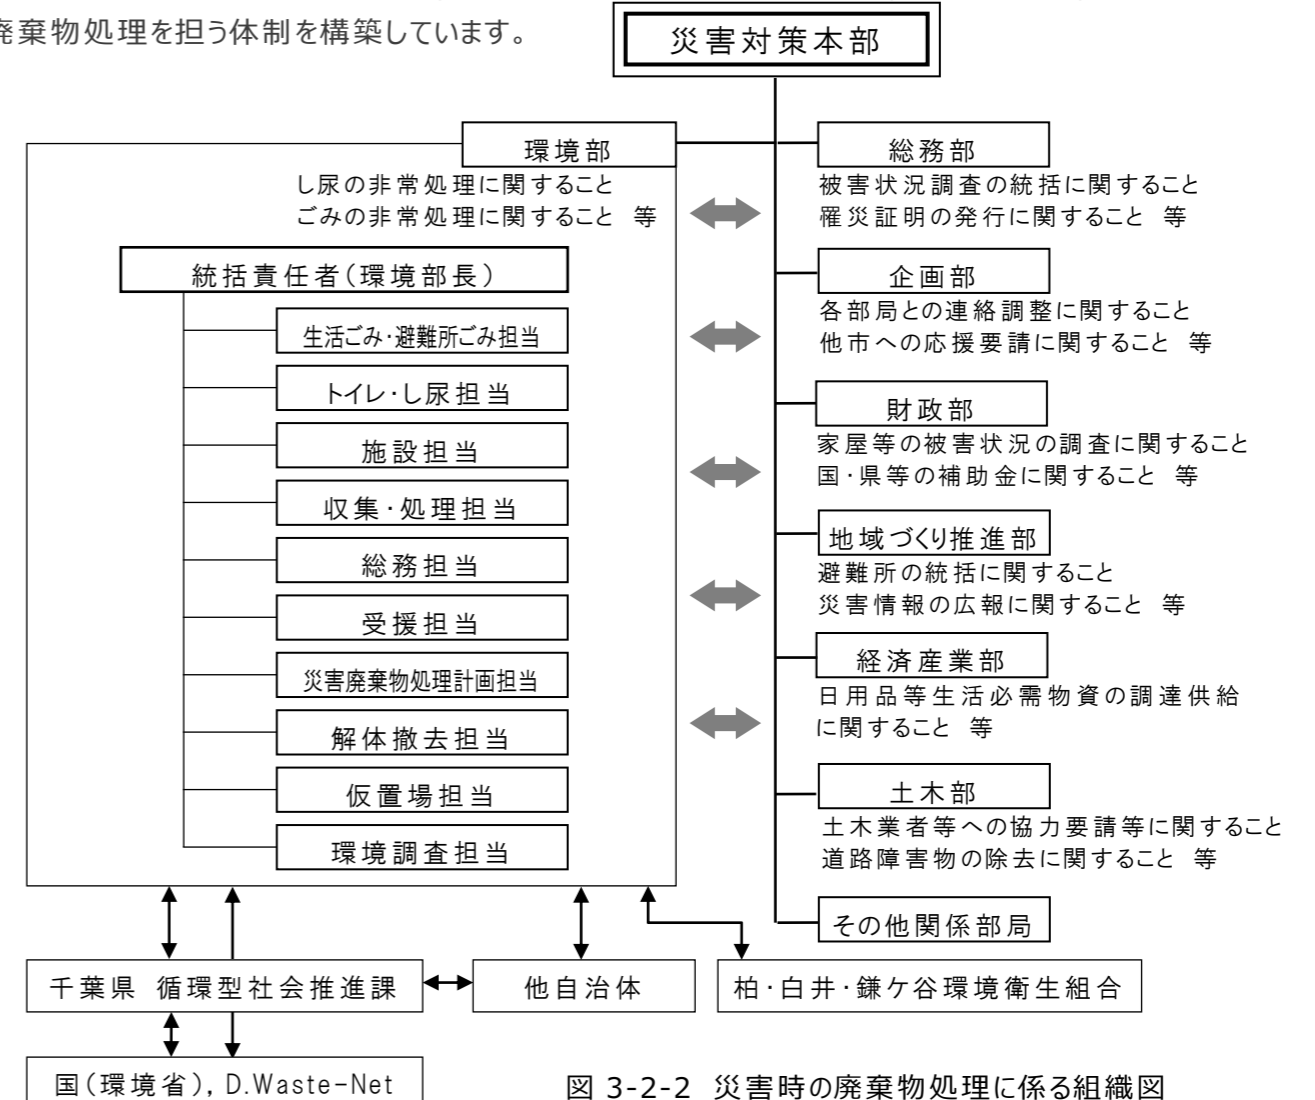 廃棄物処理を担う体制を構築しています。
災害対策本部
環境部
し尿の非常処理に関すること
ごみの非常処理に関すること 等
統括責任者(環境部長)
生活ごみ・避難所ごみ担当
トイレ・し尿担当
施設担当
収集・処理担当
総務担当
受援担当
災害廃棄物処理計画担当
解体撤去担当
仮置場担当
環境調査担当
総務部
被害状況調査の統括に関すること
罹災証明の発行に関すること 等
企画部
各部局との連絡調整に関すること
他市への応援要請に関すること 等
財政部
家屋等の被害状況の調査に関すること
国・県等の補助金に関すること 等
地域づくり推進部
避難所の統括に関すること
災害情報の広報に関すること 等
経済産業部
日用品等生活必需物資の調達供給
に関すること 等
土木部
土木業者等への協力要請等に関すること
道路障害物の除去に関すること 等
その他関係部局
千葉県 循環型社会推進課
他自治体
柏・白井・鎌ケ谷環境衛生組合
国(環境省), D.Waste-Net
図 3-2-2 災害時の廃棄物処理に係る組織図